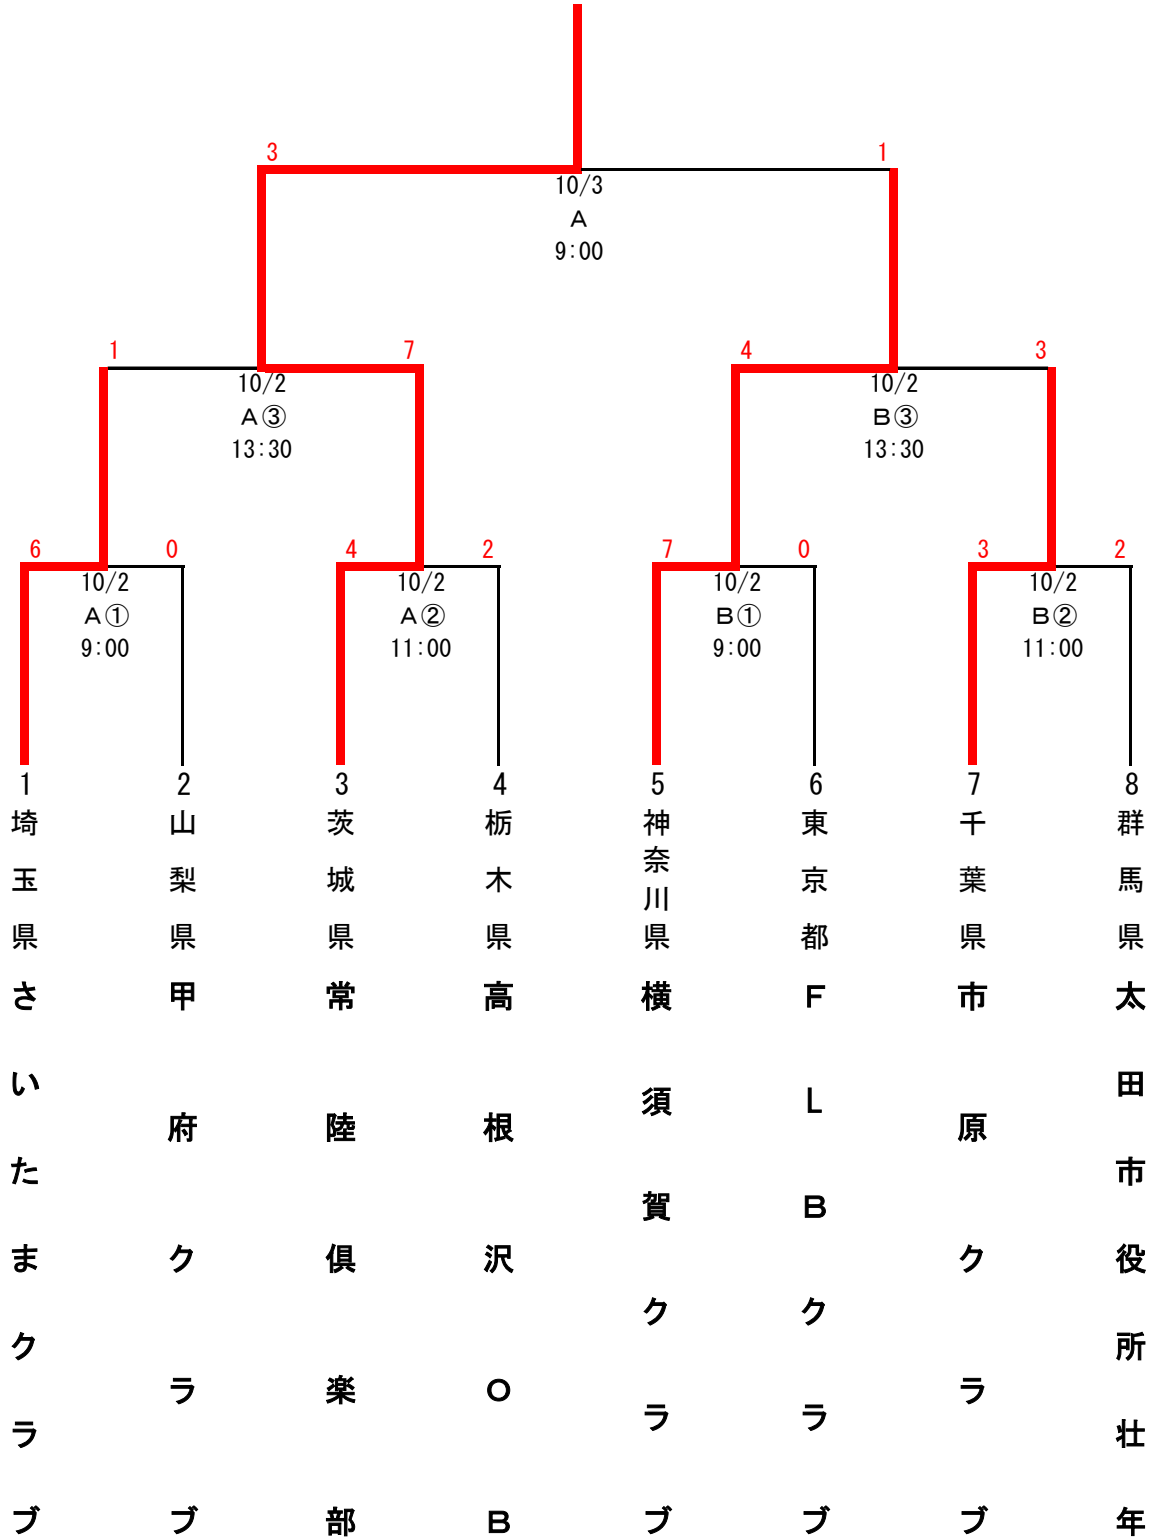 3 1
10/3
A
9:00
1 7 4 3
10/2 10/2
A③ B③
13:30 13:30
6 0 4 2 7 0 3 2
10/2 10/2 10/2 10/2
A① A② B① B②
9:00 11:00 9:00 11:00
1
埼玉県
さいたまクラブ
2
山梨県
甲府クラブ
3
茨城県
常陸倶楽部
4
栃木県
高根沢OB
5
神奈川県
横須賀クラブ
6
東京都
FLBクラブ
7
千葉県
市原クラブ
8
群馬県
太田市役所壮年